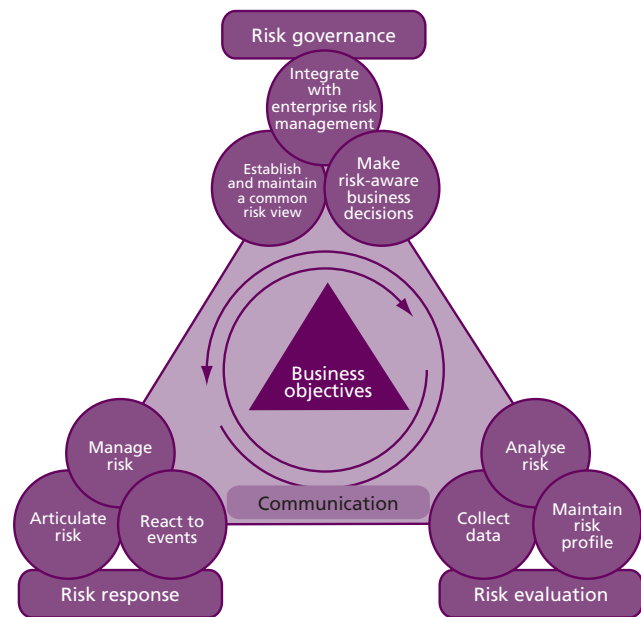 Risk governance
Integrate
with
enterprise risk
management
Establish
and maintain
a common
risk view
Make
risk-aware
business
decisions
Business
objectives
Manage
risk
Articulate
risk
React to
events
Risk response
Communication
Analyse
risk
Collect
data
Maintain
risk
profile
Risk evaluation